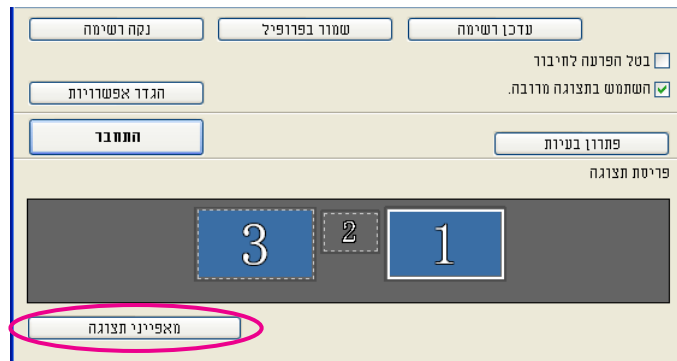 עדכן רשימה שמור בפרופיל נקה רשימה
בטל הפרעה לחיבור
השתמש בתצוגה מרובה.
הגדר אפשרויות
התחבר
פתרון בעיות
פריסת תצוגה
1 2 3
מאפייני תצוגה